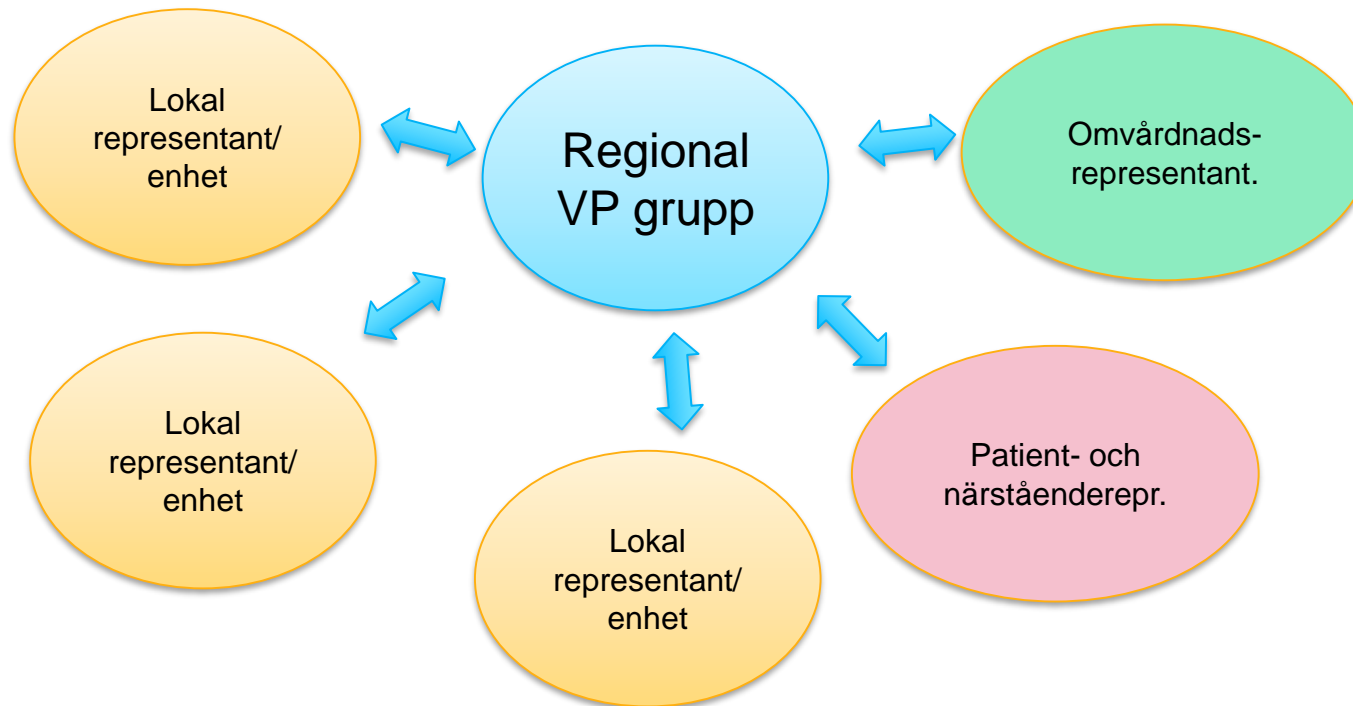 Lokal
representant/
enhet
Regional
VP grupp
Omvårdnads-
representant.
Lokal
representant/
enhet
Patient- och
närståenderepr.
Lokal
representant/
enhet